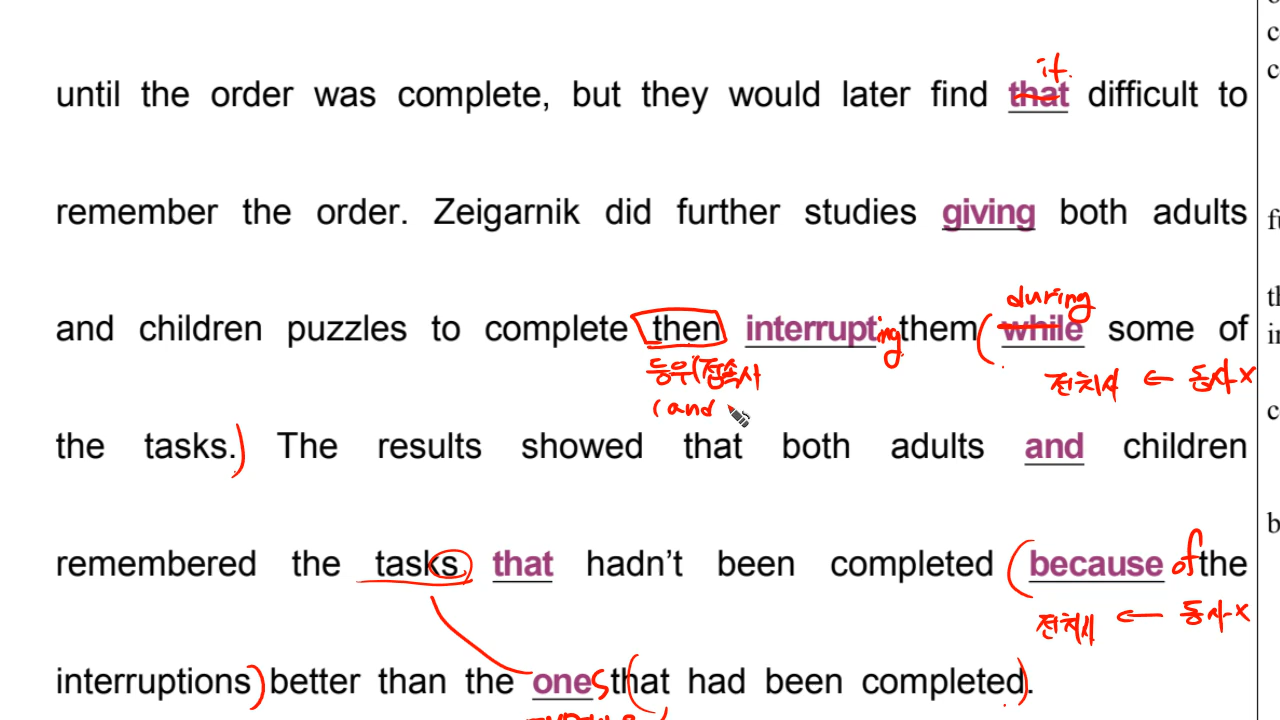 it
until the order was complete, but they would later find that difficult to
remember the order. Zeigarnik did further studies giving both adults
during
and children puzzles to complete then interrupting them ( while some of
등위(접속사
전치사 ← 동사 x
( and
the tasks.) The results showed that both adults and children
remembered the tasks that hadn't been completed ( because of the
전치사 ← 동사 x
interruptions ) better than the ones (that had been completed).